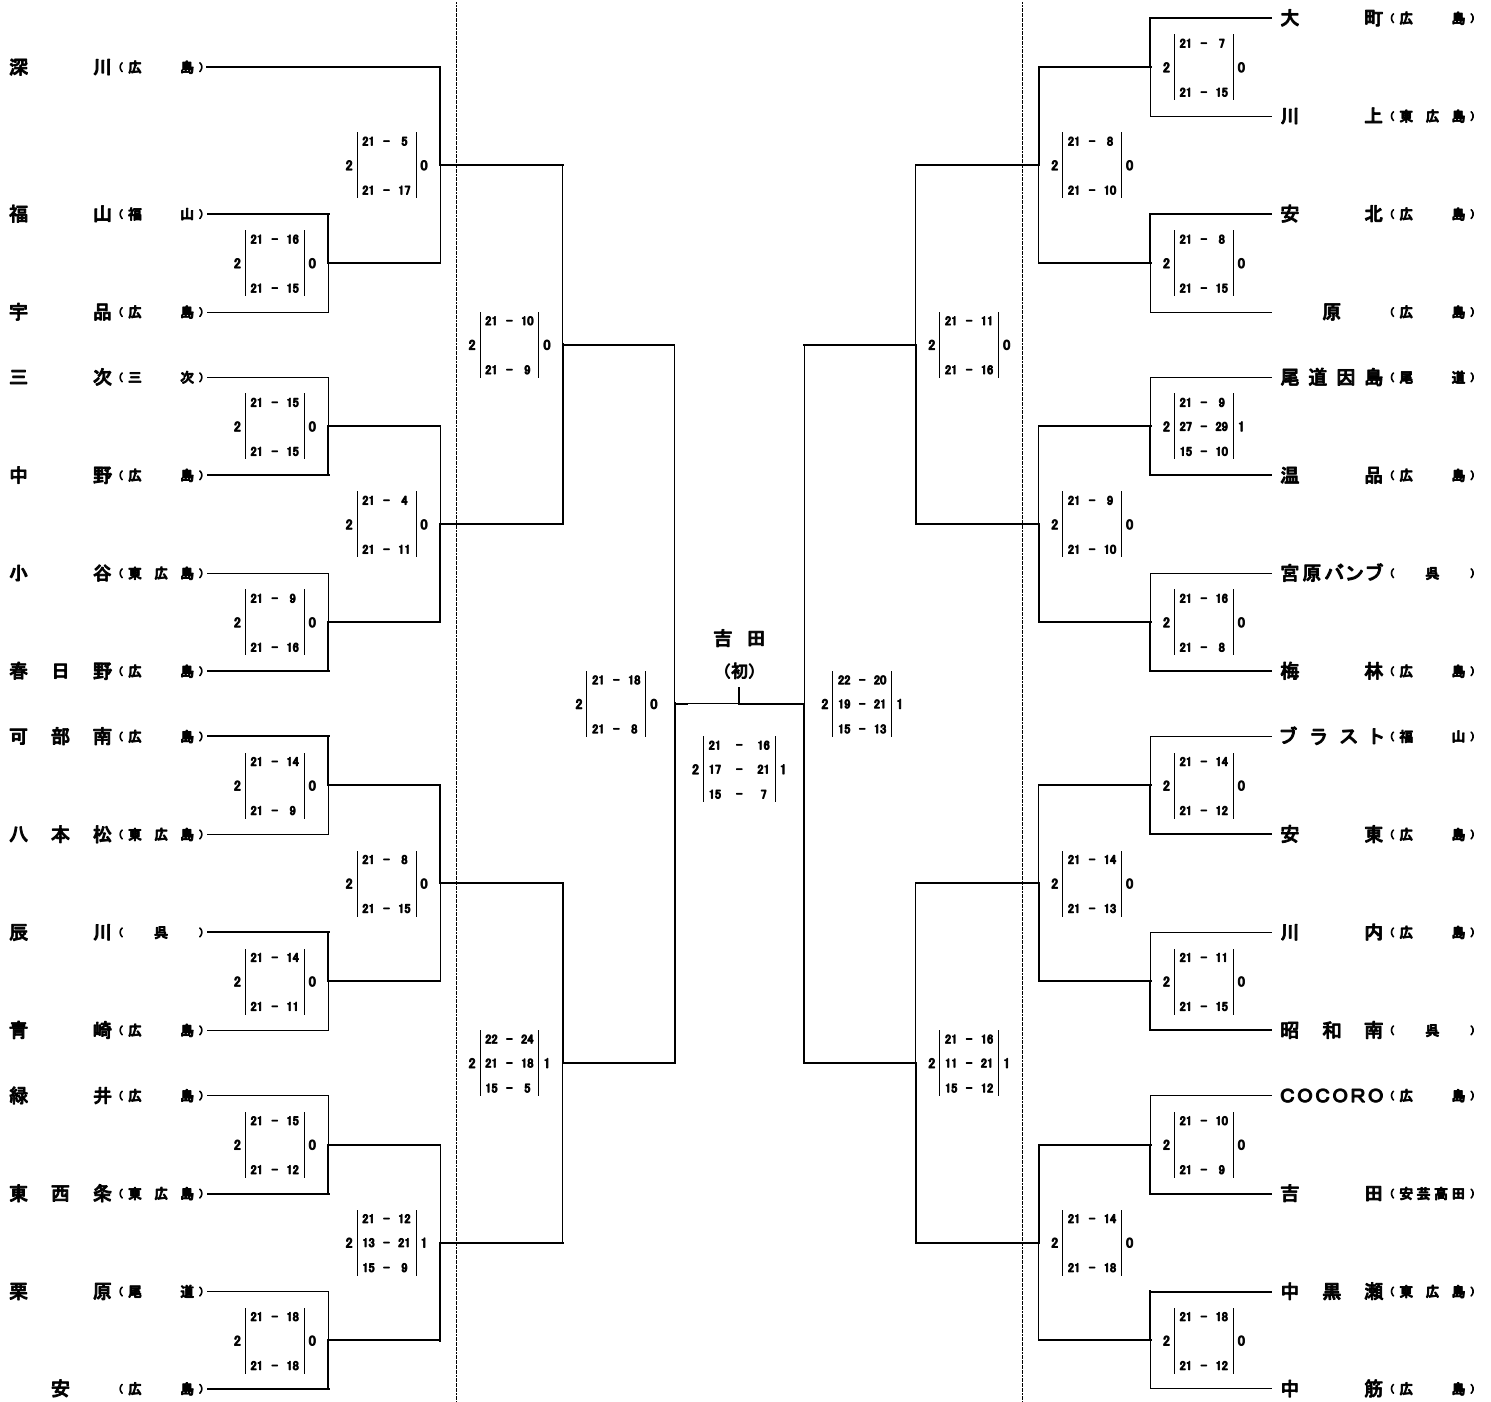 大町（広島）
21 - 7
深川（広島）
2 0
21 - 15
川上（東広島）
21 - 5
21 - 8
2 0
2 0
21 - 17
21 - 10
福山（福山）
安北（広島）
21 - 16
21 - 8
2 0
2 0
21 - 15
21 - 15
宇品（広島）
原（広島）
21 - 10
21 - 11
2 0
2 0
21 - 9
21 - 16
三次（三次）
尾道因島（尾道）
21 - 15
21 - 9
2 0
2 27 - 29 1
21 - 15
15 - 10
中野（広島）
温品（広島）
21 - 4
21 - 9
2 0
2 0
21 - 11
21 - 10
小谷（東広島）
宮原バンブ（呉）
21 - 9
21 - 16
2 0
2 0
21 - 16
21 - 8
吉田
（初）
春日野（広島）
梅林（広島）
21 - 18
22 - 20
2 0
2 19 - 21 1
21 - 8
15 - 13
可部南（広島）
ブラスト（福山）
21 - 16
2 17 - 21 1
15 - 7
21 - 14
21 - 14
2 0
2 0
21 - 9
21 - 12
八本松（東広島）
安東（広島）
21 - 8
21 - 14
2 0
2 0
21 - 15
21 - 13
辰川（呉）
川内（広島）
21 - 14
21 - 11
2 0
2 0
21 - 11
21 - 15
青崎（広島）
昭和南（呉）
22 - 24
21 - 16
2 21 - 18 1
2 11 - 21 1
15 - 5
15 - 12
緑井（広島）
COCORO（広島）
21 - 15
21 - 10
2 0
2 0
21 - 12
21 - 9
東西条（東広島）
吉田（安芸高田）
21 - 12
21 - 14
2 13 - 21 1
2 0
15 - 9
21 - 18
栗原（尾道）
中黒瀬（東広島）
21 - 18
21 - 18
2 0
2 0
21 - 18
21 - 12
安（広島）
中筋（広島）